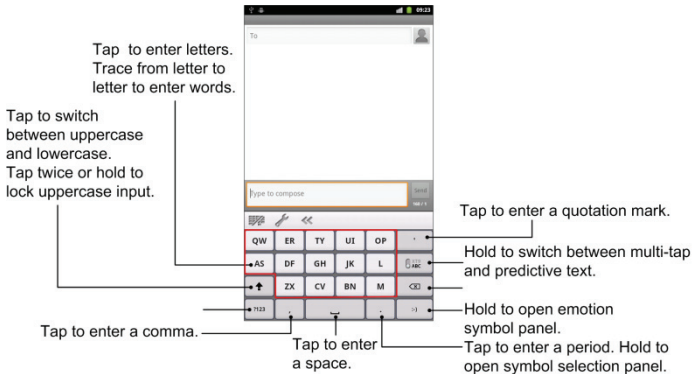 09:23
To
Tap to enter letters.
Trace from letter to
letter to enter words.
Tap to switch
between uppercase
and lowercase.
Tap twice or hold to
lock uppercase input.
Type to compose
Send
Tap to enter a quotation mark.
QW ER TY UI OP
Hold to switch between multi-tap
and predictive text.
AS DF GH JK L ABC
ZX CV BN M
?123 , . :-)
Hold to open emotion
symbol panel.
Tap to enter a comma.
Tap to enter
a space.
Tap to enter a period. Hold to
open symbol selection panel.